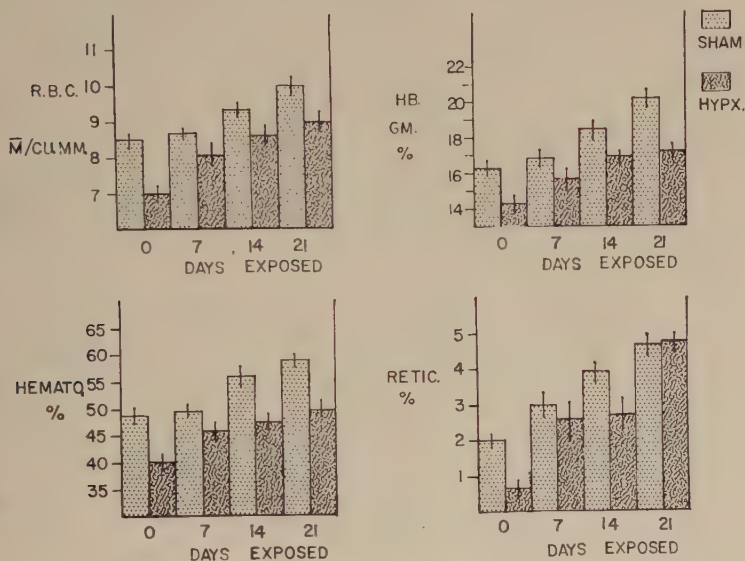 11
10
9
8
7
R.B.C.
M̅/CU.MM.
0 7 14 21
DAYS EXPOSED
22
20
18
16
14
HB.
GM.
%
0 7 14 21
DAYS EXPOSED
SHAM
HYPX.
65
60
55
50
45
40
35
HEMATO.
%
0 7 14 21
DAYS EXPOSED
5
4
3
2
1
RETIC.
%
0 7 14 21
DAYS EXPOSED